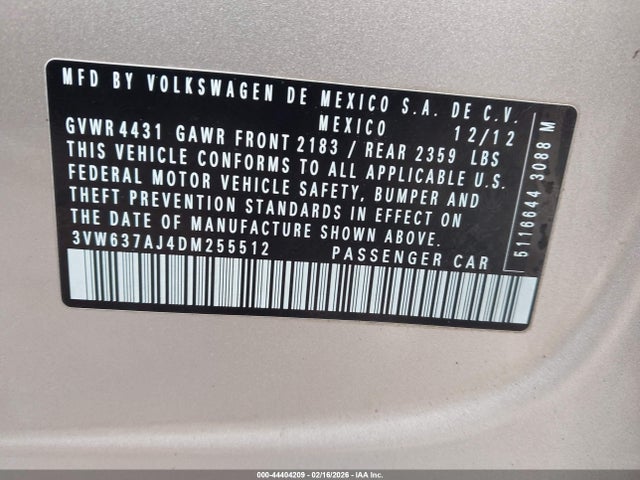 MFD BY VOLKSWAGEN DE MEXICO S.A. DE C.V.
MEXICO 12/12
GVWR 4431 GAWR FRONT 2183 / REAR 2359 LBS
THIS VEHICLE CONFORMS TO ALL APPLICABLE U.S.
FEDERAL MOTOR VEHICLE SAFETY, BUMPER AND
THEFT PREVENTION STANDARDS IN EFFECT ON
THE DATE OF MANUFACTURE SHOWN ABOVE.
3VW637AJ4DM255512 PASSENGER CAR
5116644 3088 M
000-44404209 - 02/16/2026 - IAA Inc.